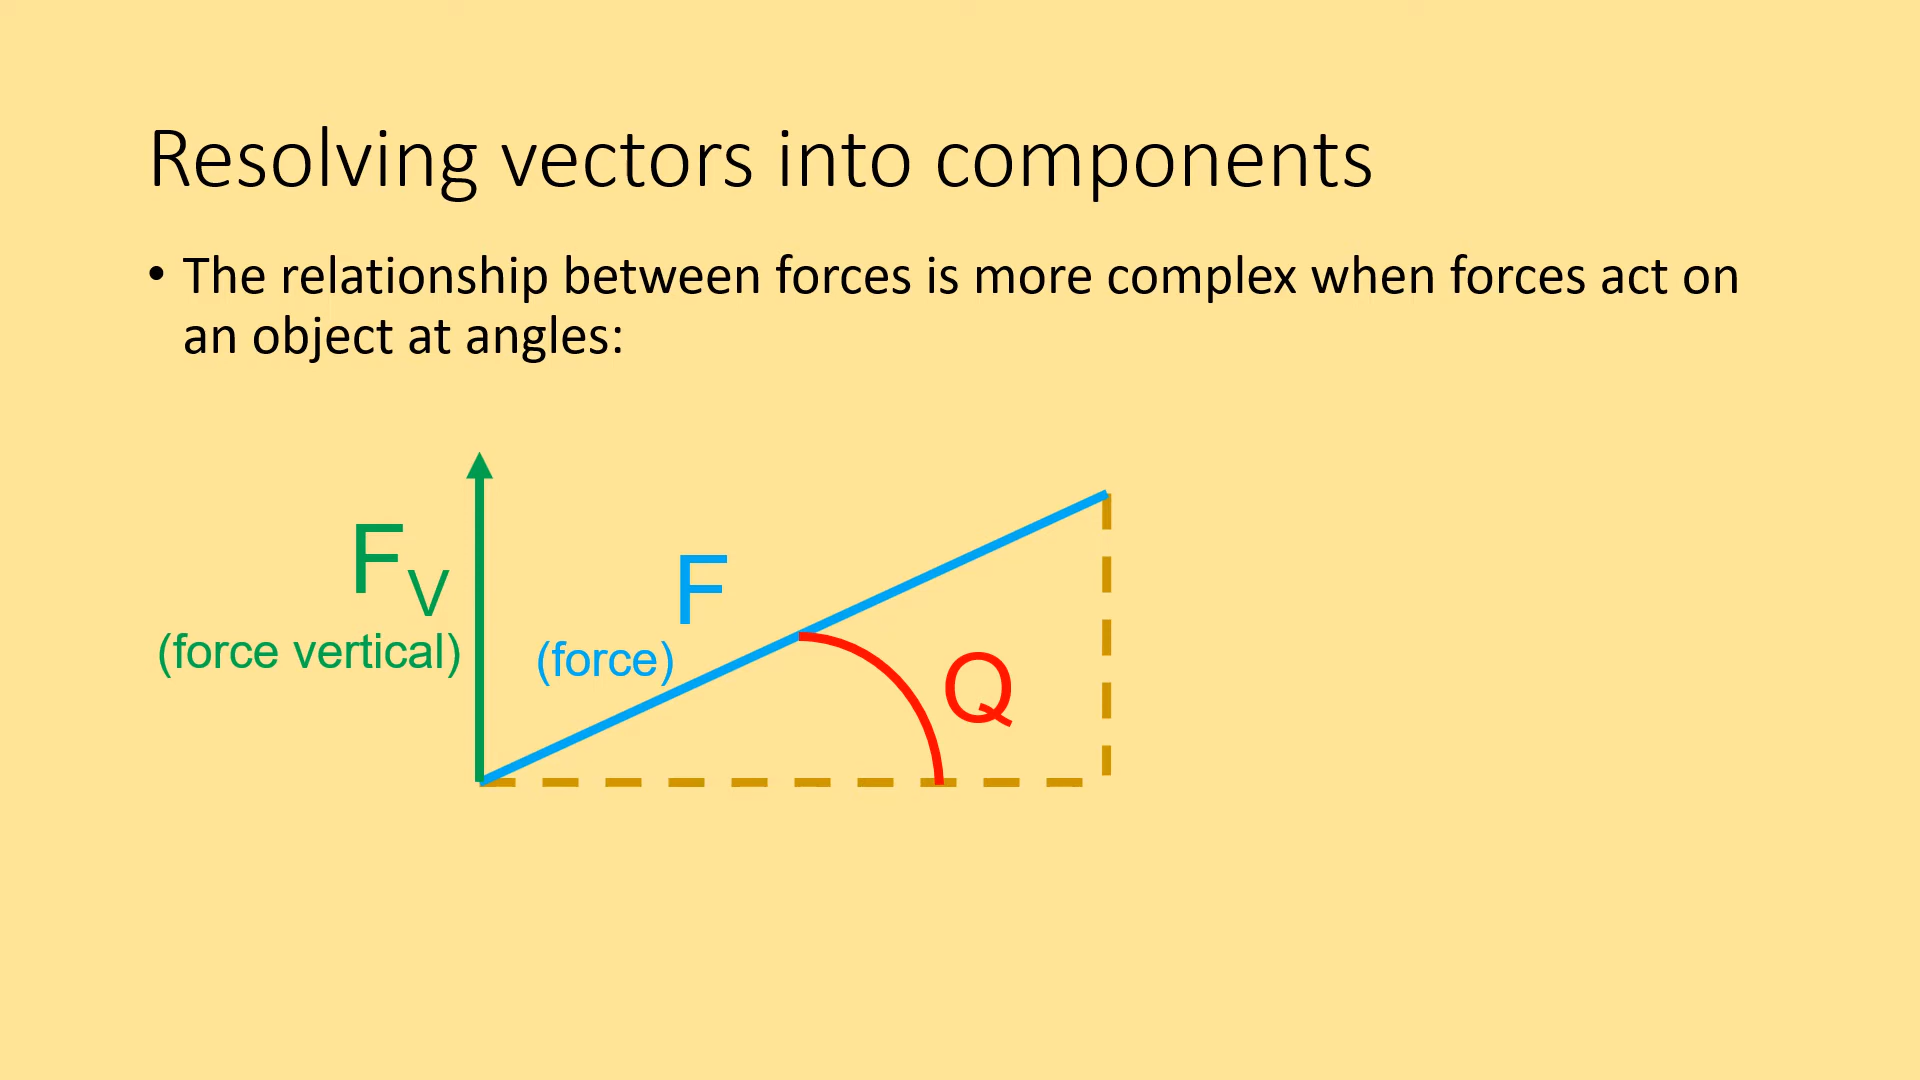 Resolving vectors into components
• The relationship between forces is more complex when forces act on
an object at angles:
FV
(force vertical)
F
(force)
Q